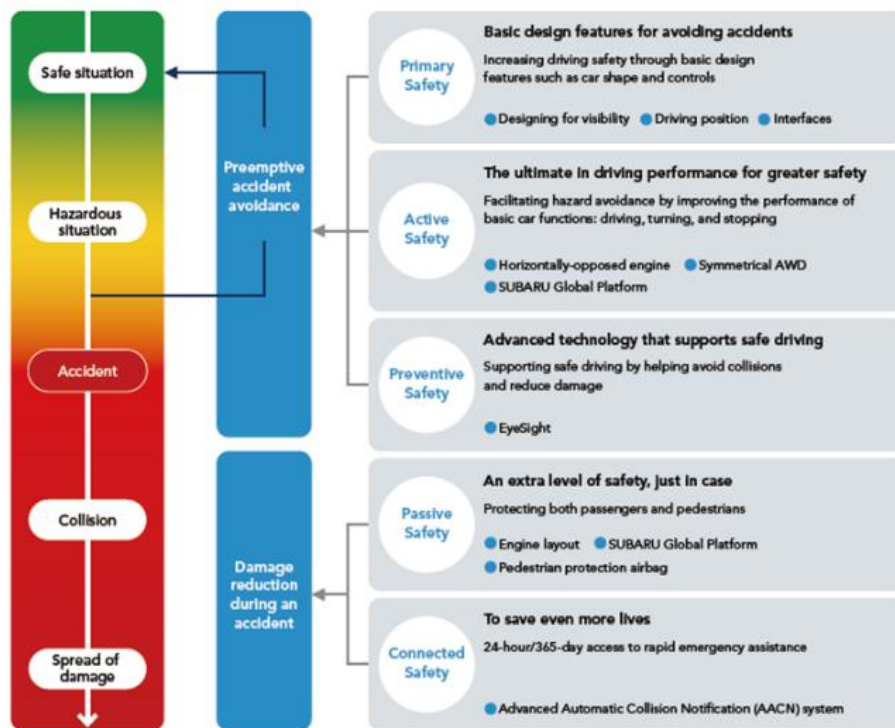 Safe situation
Hazardous
situation
Accident
Collision
Spread of
damage
Preemptive
accident
avoidance
Damage
reduction
during an
accident
Primary
Safety
Basic design features for avoiding accidents
Increasing driving safety through basic design
features such as car shape and controls
Designing for visibility
Driving position
Interfaces
Active
Safety
The ultimate in driving performance for greater safety
Facilitating hazard avoidance by improving the performance of
basic car functions: driving, turning, and stopping
Horizontally-opposed engine
Symmetrical AWD
SUBARU Global Platform
Preventive
Safety
Advanced technology that supports safe driving
Supporting safe driving by helping avoid collisions
and reduce damage
EyeSight
Passive
Safety
An extra level of safety, just in case
Protecting both passengers and pedestrians
Engine layout
SUBARU Global Platform
Pedestrian protection airbag
Connected
Safety
To save even more lives
24-hour/365-day access to rapid emergency assistance
Advanced Automatic Collision Notification (AACN) system